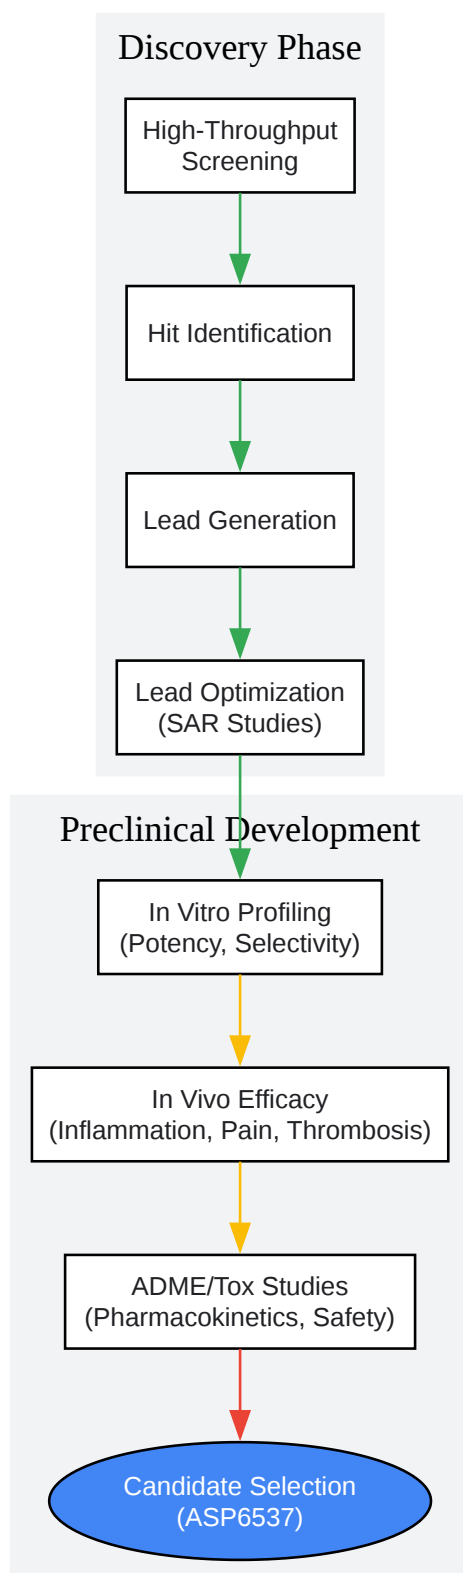 Discovery Phase
High-Throughput
Screening
Hit Identification
Lead Generation
Lead Optimization
(SAR Studies)
Preclinical Development
In Vitro Profiling
(Potency, Selectivity)
In Vivo Efficacy
(Inflammation, Pain, Thrombosis)
ADME/Tox Studies
(Pharmacokinetics, Safety)
Candidate Selection
(ASP6537)